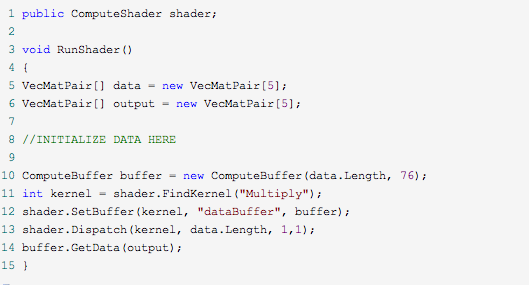 1 public ComputeShader shader;
2
3 void RunShader()
4 {
5 VecMatPair[] data = new VecMatPair[5];
6 VecMatPair[] output = new VecMatPair[5];
7
8 //INITIALIZE DATA HERE
9
10 ComputeBuffer buffer = new ComputeBuffer(data.Length, 76);
11 int kernel = shader.FindKernel("Multiply");
12 shader.SetBuffer(kernel, "dataBuffer", buffer);
13 shader.Dispatch(kernel, data.Length, 1,1);
14 buffer.GetData(output);
15 }